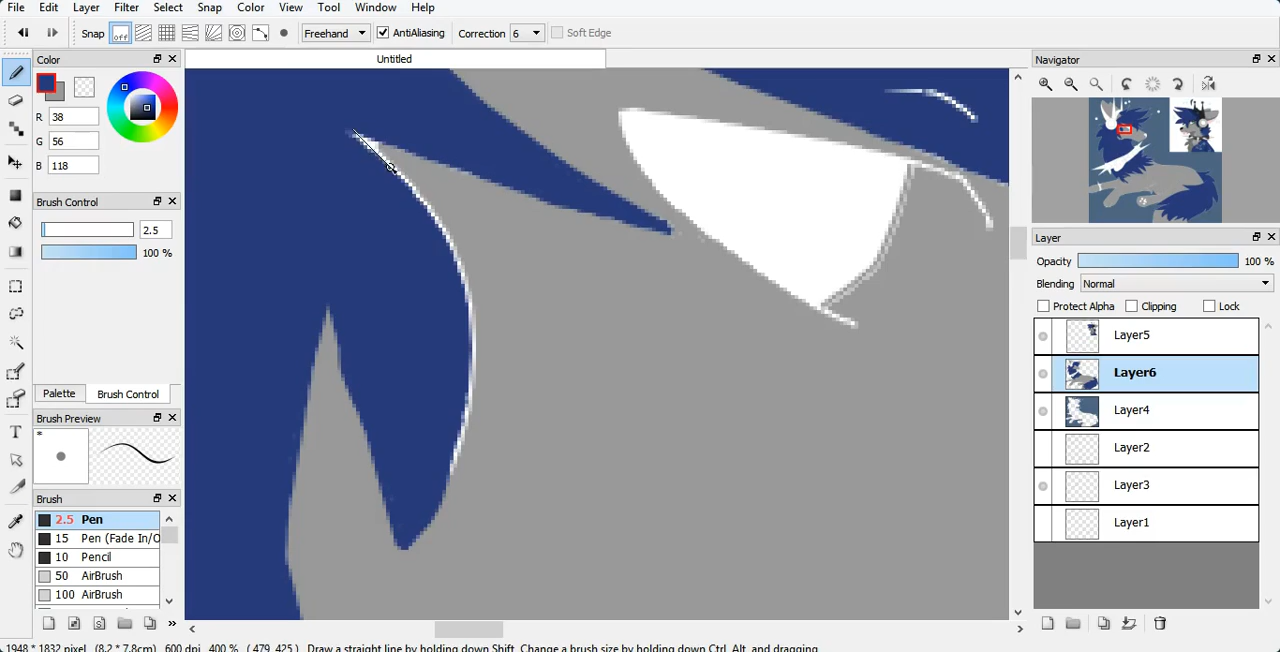 File Edit Layer Filter Select Snap Color View Tool Window Help
Snap off Freehand AntiAliasing Correction 6 Soft Edge
Color
Untitled
Navigator
R 38
G 56
B 118
Brush Control
2.5
100 %
Layer
Opacity 100 %
Blending Normal
Protect Alpha Clipping Lock
Layer5
Layer6
Layer4
Layer2
Layer3
Layer1
Palette Brush Control
Brush Preview
*
Brush
2.5 Pen
15 Pen (Fade In/O
10 Pencil
50 AirBrush
100 AirBrush
1948 * 1832 pixel (8.2 * 7.8cm) 600 dpi 400 % ( 479, 425 ) Draw a straight line by holding down Shift, Change a brush size by holding down Ctrl, Alt, and dragging